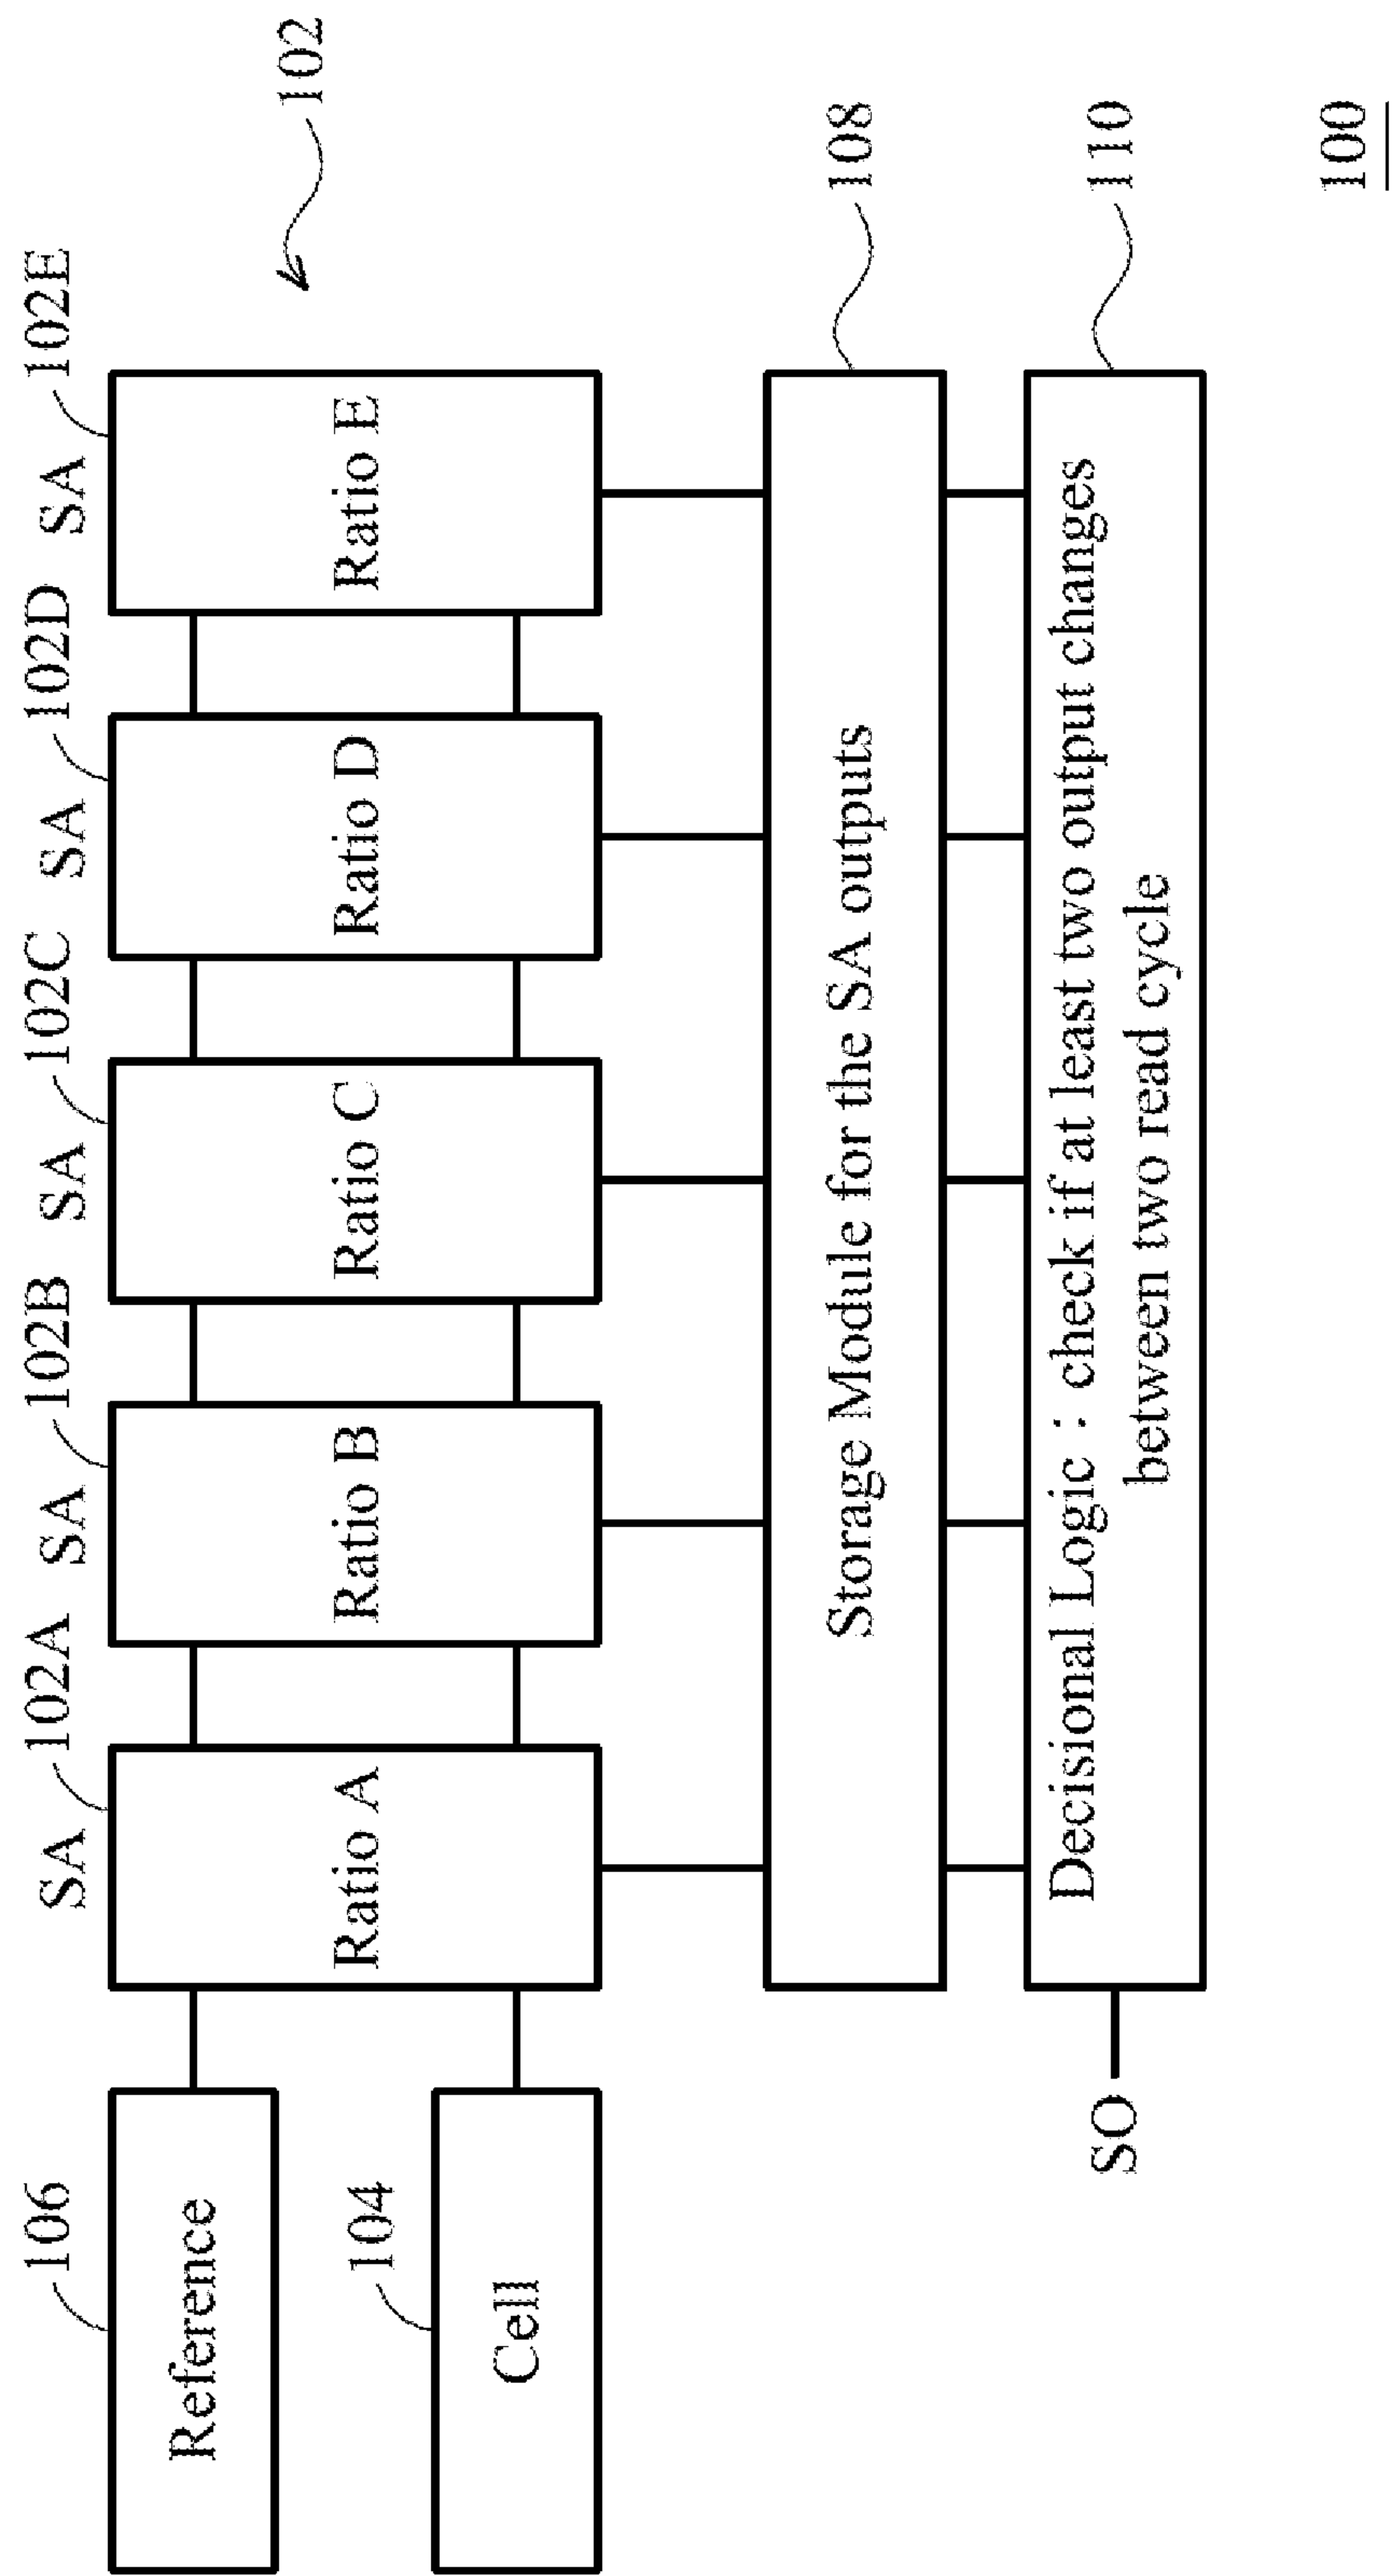 102
SA 102A
SA 102B
SA 102C
SA 102D
SA 102E
106
Reference
Ratio A
Ratio B
Ratio C
Ratio D
Ratio E
104
Cell
Storage Module for the SA outputs
108
Decisional Logic : check if at least two output changes
between two read cycle
110
SO
100